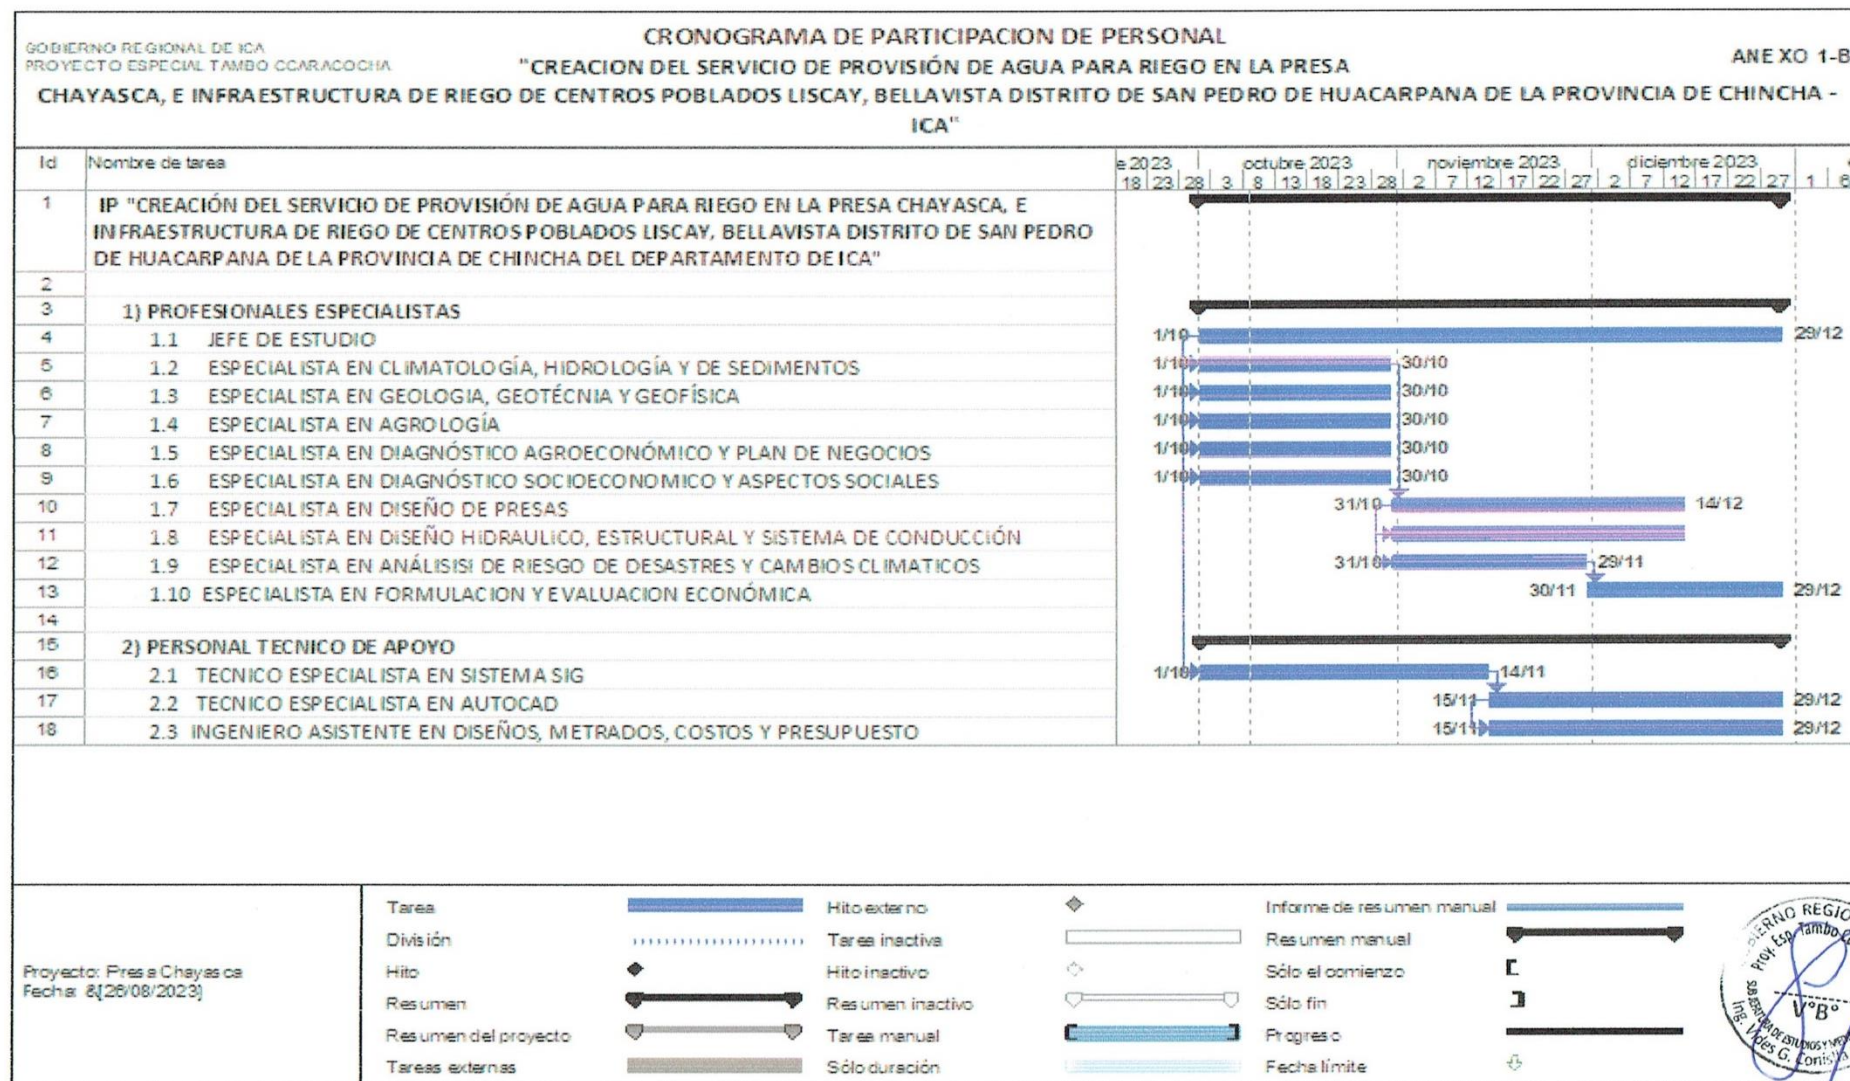 CRONOGRAMA DE PARTICIPACION DE PERSONAL
GOBIERNO REGIONAL DE ICA
PROYECTO ESPECIAL TAMBO CCARACOCHA
"CREACION DEL SERVICIO DE PROVISIÓN DE AGUA PARA RIEGO EN LA PRESA
ANEXO 1-B
CHAYASCA, E INFRAESTRUCTURA DE RIEGO DE CENTROS POBLADOS LISCAY, BELLAVISTA DISTRITO DE SAN PEDRO DE HUACARPANA DE LA PROVINCIA DE CHINCHA -
ICA"
Id Nombre de tarea e 2023 octubre 2023 noviembre 2023 diciembre 2023 e
18 23 28 3 8 13 18 23 28 2 7 12 17 22 27 2 7 12 17 22 27 1 6
1 IP "CREACIÓN DEL SERVICIO DE PROVISIÓN DE AGUA PARA RIEGO EN LA PRESA CHAYASCA, E
INFRAESTRUCTURA DE RIEGO DE CENTROS POBLADOS LISCAY, BELLAVISTA DISTRITO DE SAN PEDRO
DE HUACARPANA DE LA PROVINCIA DE CHINCHA DEL DEPARTAMENTO DE ICA"
2
3 1) PROFESIONALES ESPECIALISTAS
4 1.1 JEFE DE ESTUDIO 1/10 29/12
5 1.2 ESPECIALISTA EN CLIMATOLOGÍA, HIDROLOGÍA Y DE SEDIMENTOS 1/10 30/10
6 1.3 ESPECIALISTA EN GEOLOGIA, GEOTÉCNIA Y GEOFÍSICA 1/10 30/10
7 1.4 ESPECIALISTA EN AGROLOGÍA 1/10 30/10
8 1.5 ESPECIALISTA EN DIAGNÓSTICO AGROECONÓMICO Y PLAN DE NEGOCIOS 1/10 30/10
9 1.6 ESPECIALISTA EN DIAGNÓSTICO SOCIOECONOMICO Y ASPECTOS SOCIALES 1/10 30/10
10 1.7 ESPECIALISTA EN DISEÑO DE PRESAS 31/10 14/12
11 1.8 ESPECIALISTA EN DISEÑO HIDRAULICO, ESTRUCTURAL Y SISTEMA DE CONDUCCIÓN
12 1.9 ESPECIALISTA EN ANÁLISISI DE RIESGO DE DESASTRES Y CAMBIOS CLIMATICOS 31/10 29/11
13 1.10 ESPECIALISTA EN FORMULACION Y EVALUACION ECONÓMICA 30/11 29/12
14
15 2) PERSONAL TECNICO DE APOYO
16 2.1 TECNICO ESPECIALISTA EN SISTEMA SIG 1/10 14/11
17 2.2 TECNICO ESPECIALISTA EN AUTOCAD 15/11 29/12
18 2.3 INGENIERO ASISTENTE EN DISEÑOS, METRADOS, COSTOS Y PRESUPUESTO 15/11 29/12
Proyecto: Presa Chayasca
Fecha: &[26/08/2023]
Tarea Hito externo Informe de resumen manual
División Tarea inactiva Resumen manual
Hito Hito inactivo Sólo el comienzo
Resumen Resumen inactivo Sólo fin
Resumen del proyecto Tarea manual Progreso
Tareas externas Sólo duración Fecha límite
Proy. Esp. Tambo
V°B°
Ing.